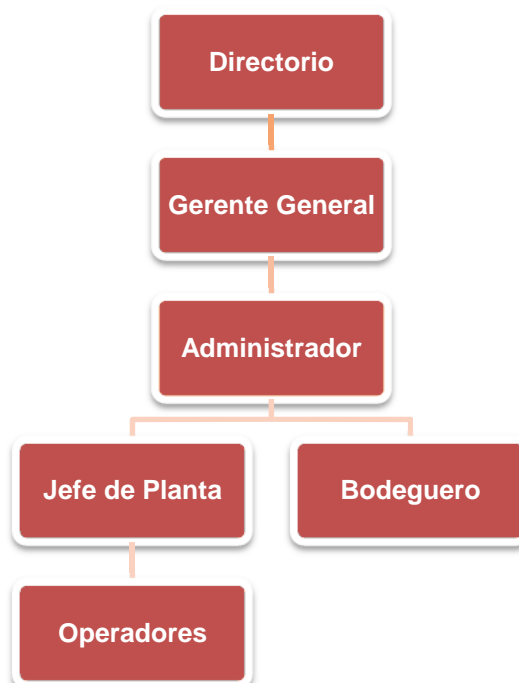 Directorio
Gerente General
Administrador
Jefe de Planta
Bodeguero
Operadores